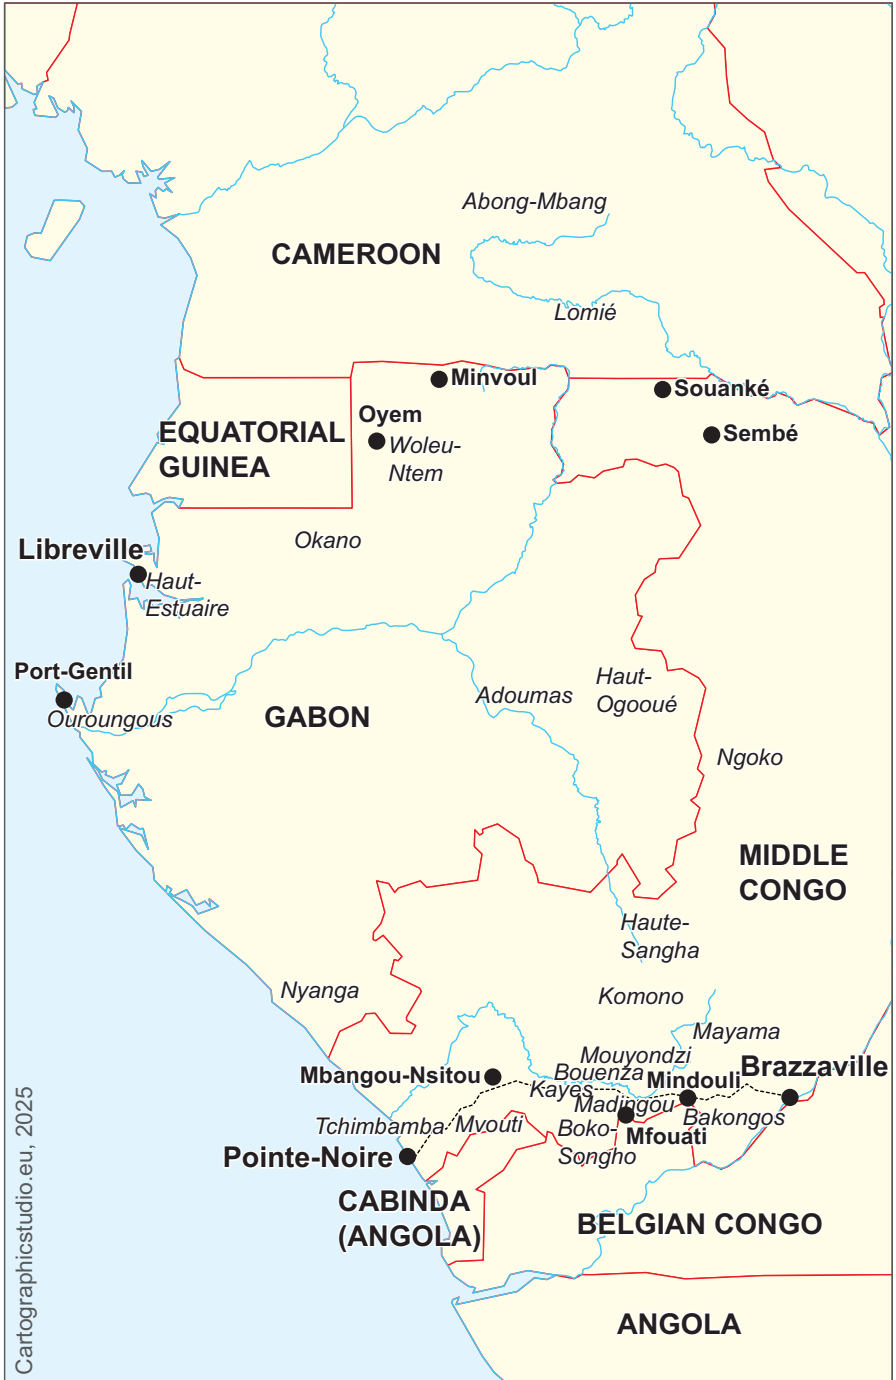 Abong-Mbang
CAMEROON
Lomié
Minvoul
Souanké
Oyem
Sembé
EQUATORIAL
GUINEA
Woleu-
Ntem
Okano
Libreville
Haut-
Estuaire
Port-Gentil
Ouroungous
GABON
Adoumas
Haut-
Ogooué
Ngoko
MIDDLE
CONGO
Haute-
Sangha
Nyanga
Komono
Mayama
Mouyondzi
Bouenza
Brazzaville
Mbangou-Nsitou
Kayes
Mindouli
Madingou
Bakongos
Tchimbamba
Mvouti
Boko-
Songho
Mfouati
Pointe-Noire
CABINDA
(ANGOLA)
BELGIAN CONGO
ANGOLA
Cartographicstudio.eu, 2025